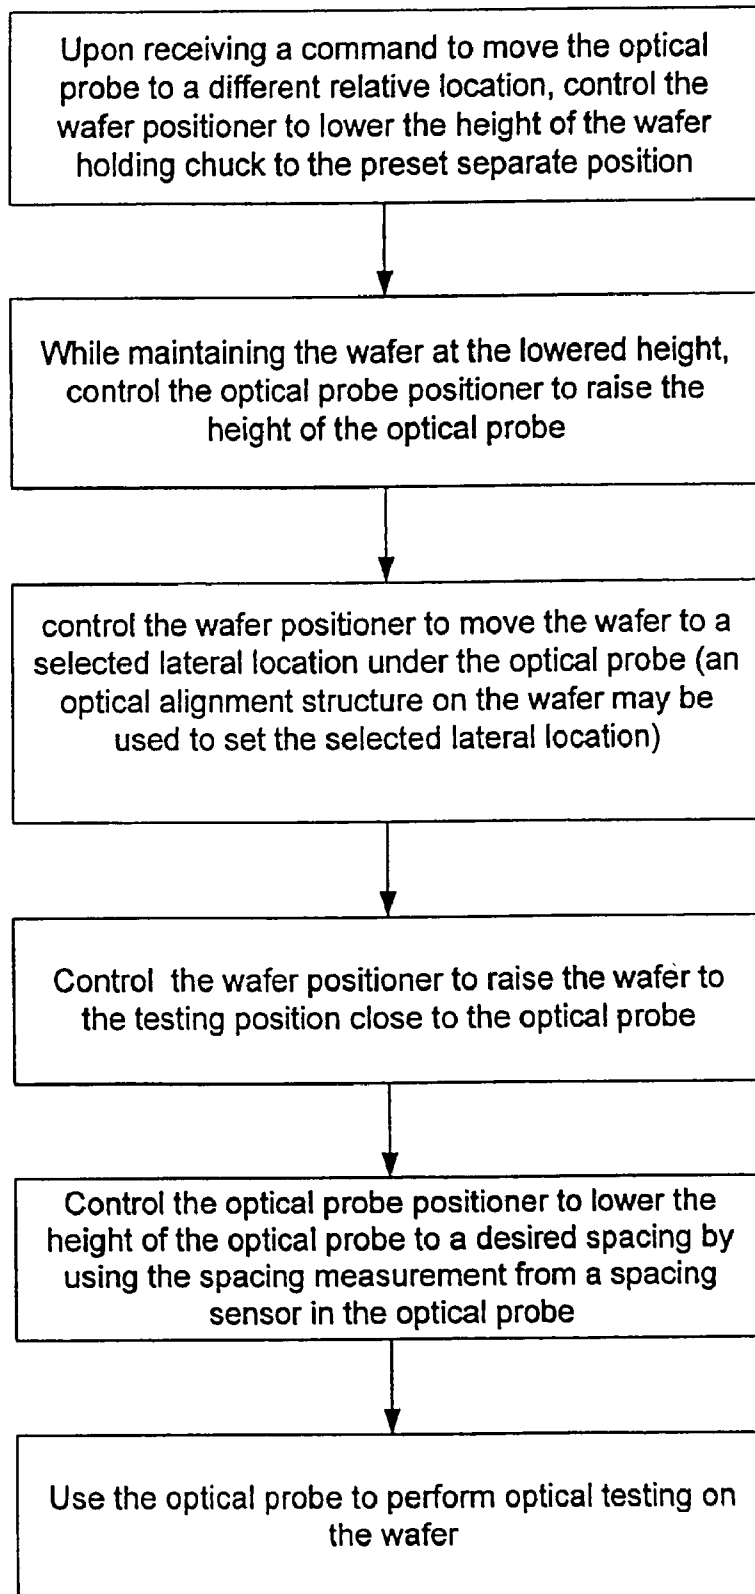 Upon receiving a command to move the optical
probe to a different relative location, control the
wafer positioner to lower the height of the wafer
holding chuck to the preset separate position
While maintaining the wafer at the lowered height,
control the optical probe positioner to raise the
height of the optical probe
control the wafer positioner to move the wafer to a
selected lateral location under the optical probe (an
optical alignment structure on the wafer may be
used to set the selected lateral location)
Control the wafer positioner to raise the wafer to
the testing position close to the optical probe
Control the optical probe positioner to lower the
height of the optical probe to a desired spacing by
using the spacing measurement from a spacing
sensor in the optical probe
Use the optical probe to perform optical testing on
the wafer